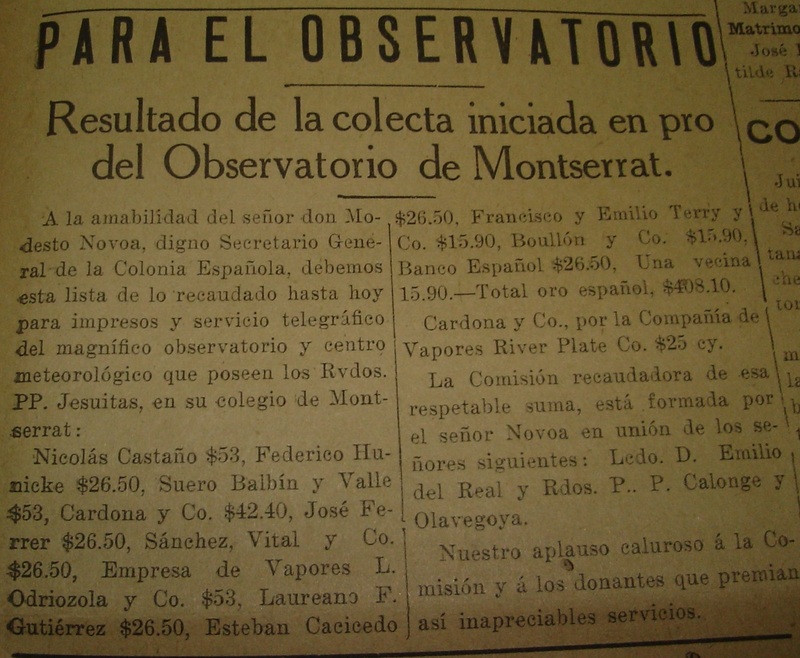 PARA EL OBSERVATORIO
Resultado de la colecta iniciada en pro
del Observatorio de Montserrat.
A la amabilidad del señor don Mo-
desto Novoa, digno Secretario Gene-
ral de la Colonia Española, debemos
esta lista de lo recaudado hasta hoy
para impresos y servicio telegráfico
del magnífico observatorio y centro
meteorológico que poseen los Rvdos.
PP. Jesuitas, en su colegio de Mont-
serrat:
Nicolás Castaño $53, Federico Hu-
nicke $26.50, Suero Balbín y Valle
$53, Cardona y Co. $42.40, José Fe-
rrer $26.50, Sánchez, Vital y Co.
$26.50, Empresa de Vapores L.
Odriozola y Co. $53, Laureano F.
Gutiérrez $26.50, Esteban Cacicedo
$26.50, Francisco y Emilio Terry y
Co. $15.90, Boullón y Co. $15.90,
Banco Español $26.50, Una vecina
15.90.—Total oro español, $408.10.
Cardona y Co., por la Compañía de
Vapores River Plate Co. $25 cy.
La Comisión recaudadora de esa
respetable suma, está formada por
el señor Novoa en unión de los se-
ñores siguientes: Lcdo. D. Emilio
del Real y Rdos. P.. P. Calonge y
Olavegoya.
Nuestro aplauso caluroso á la Co-
misión y á los donantes que premian
así inapreciables servicios.
Marga
Matrimo
José
tilde R
CO
Jui
de h